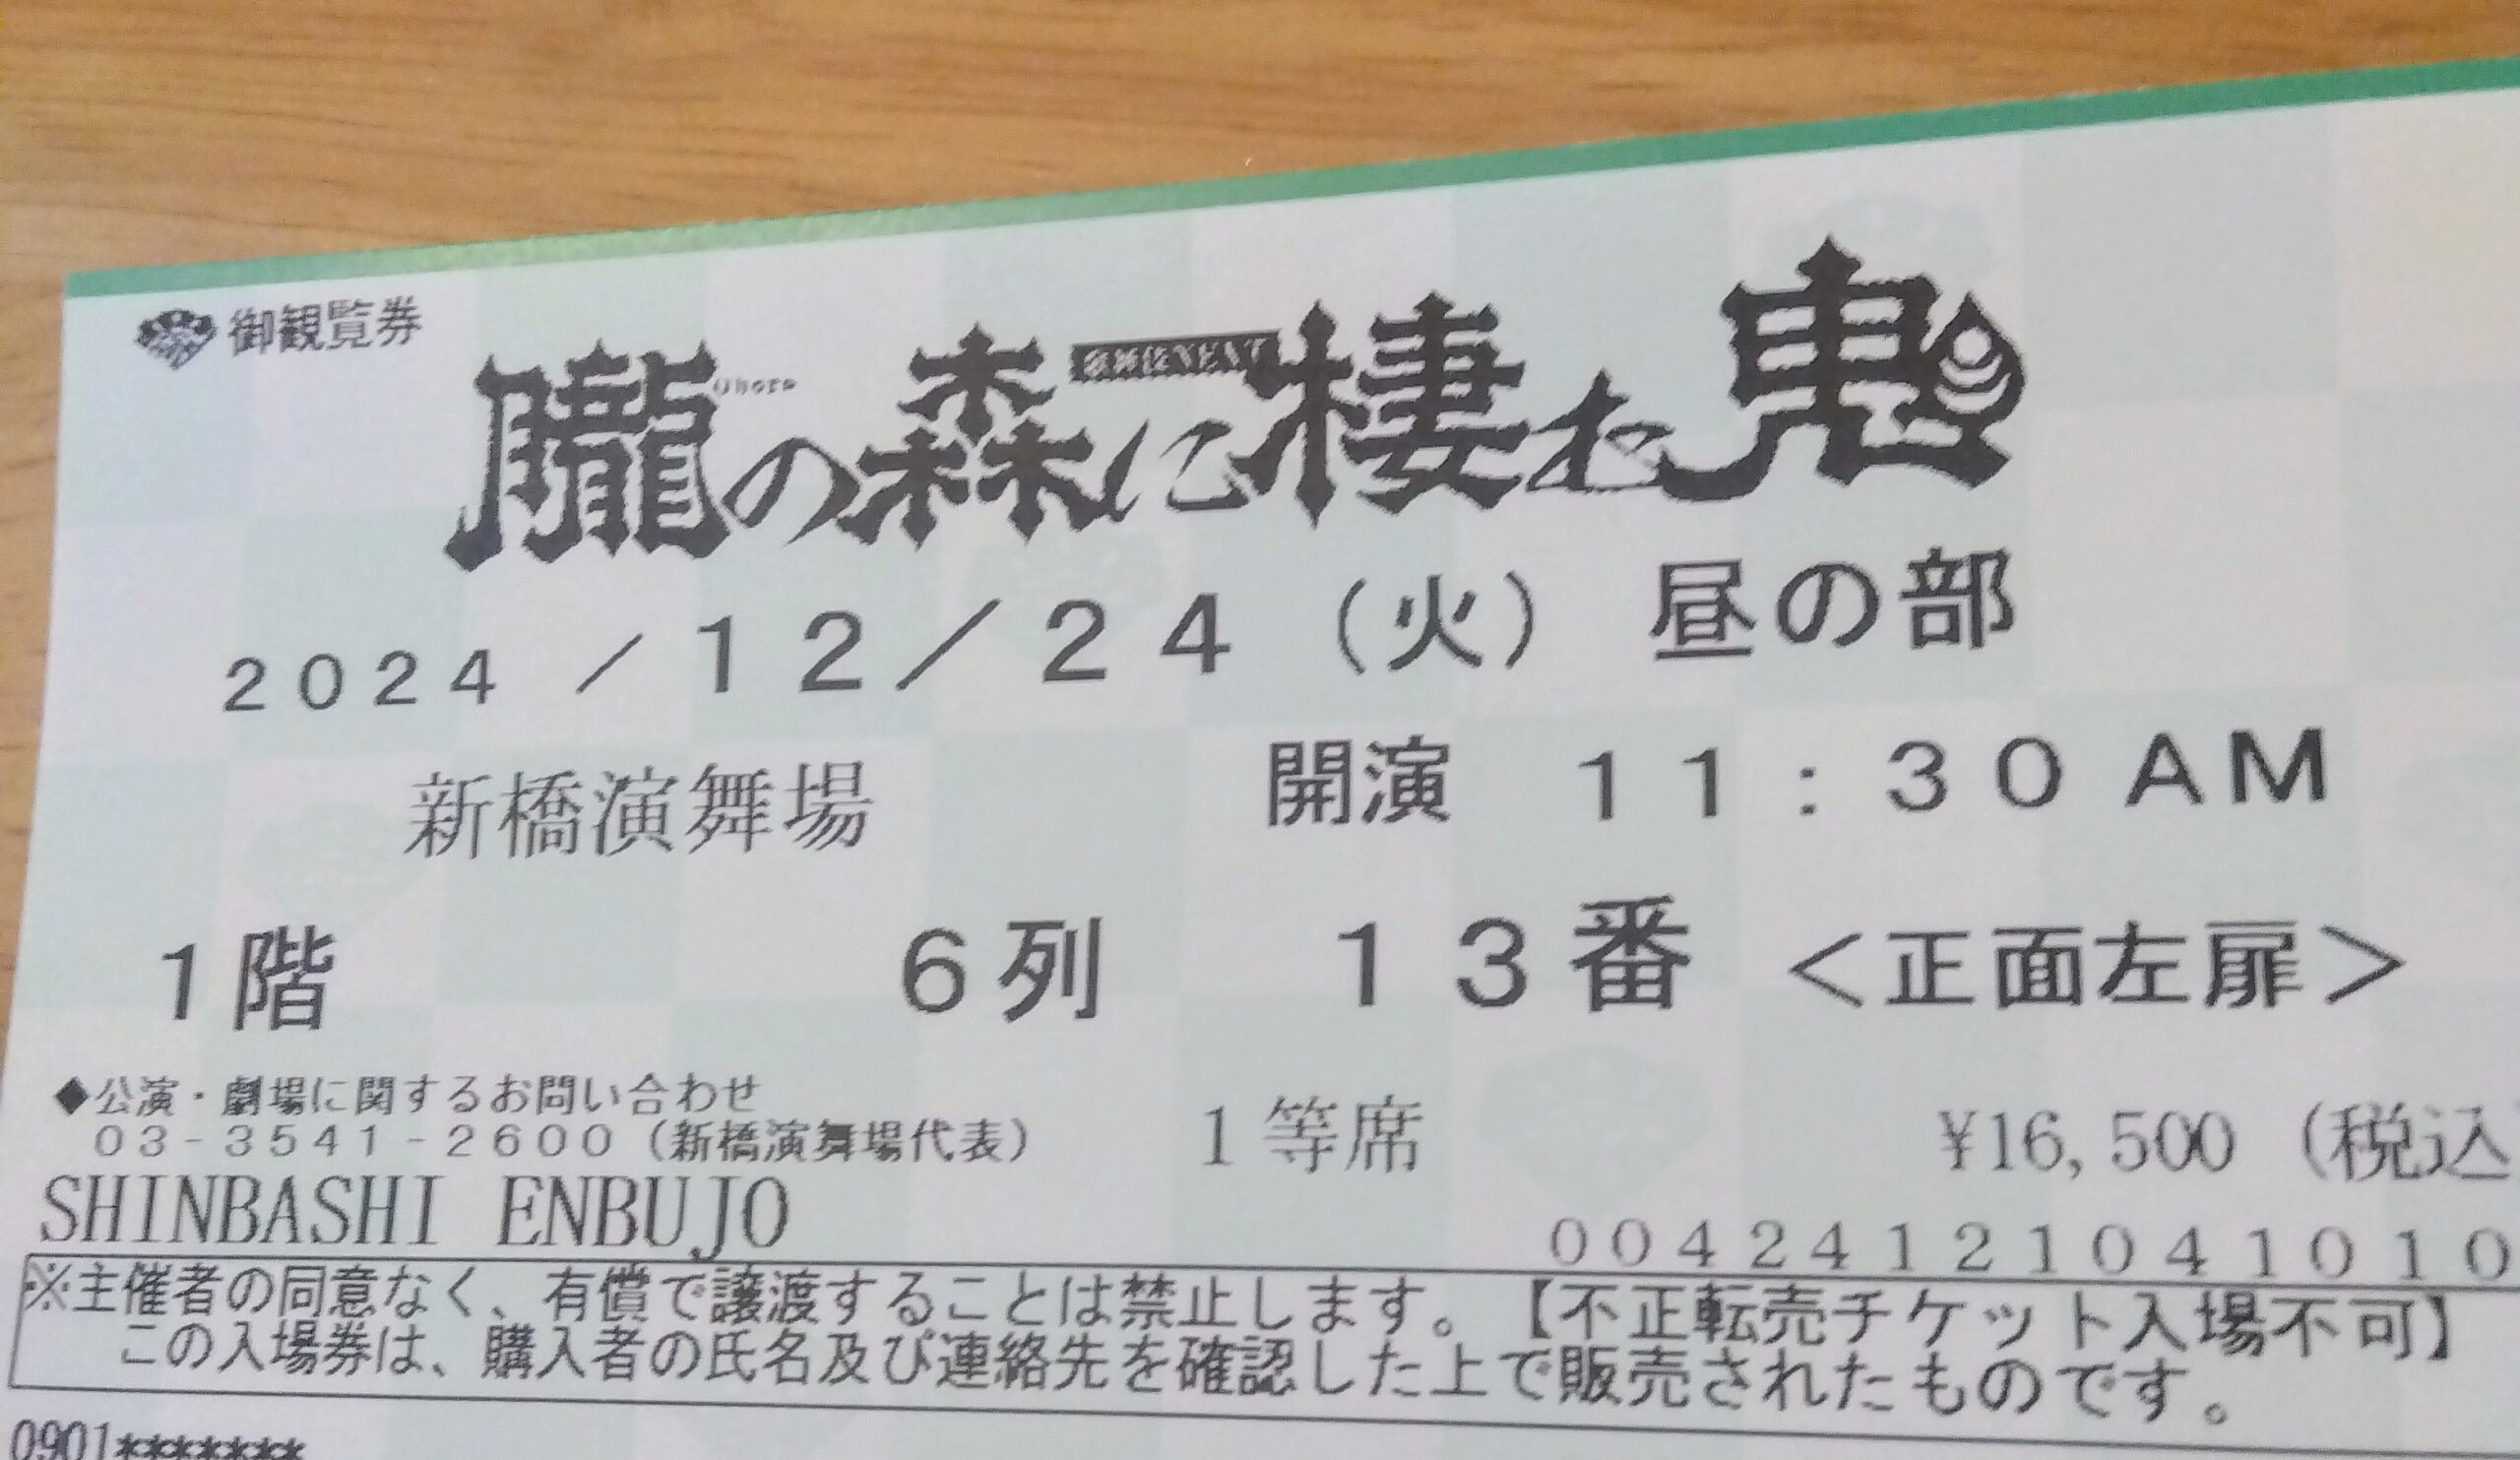 御観覧券
朧の森に棲む鬼
歌舞伎NEXT
2024／12／24（火）昼の部
新橋演舞場 開演 11：30AM
1階 6列 13番＜正面左扉＞
◆公演・劇場に関するお問い合わせ
03-3541-2600（新橋演舞場代表） 1等席 ¥16,500（税込
SHINBASHI ENBUJO 00424121041010
※主催者の同意なく、有償で譲渡することは禁止します。【不正転売チケット入場不可】
この入場券は、購入者の氏名及び連絡先を確認した上で販売されたものです。
0901*******